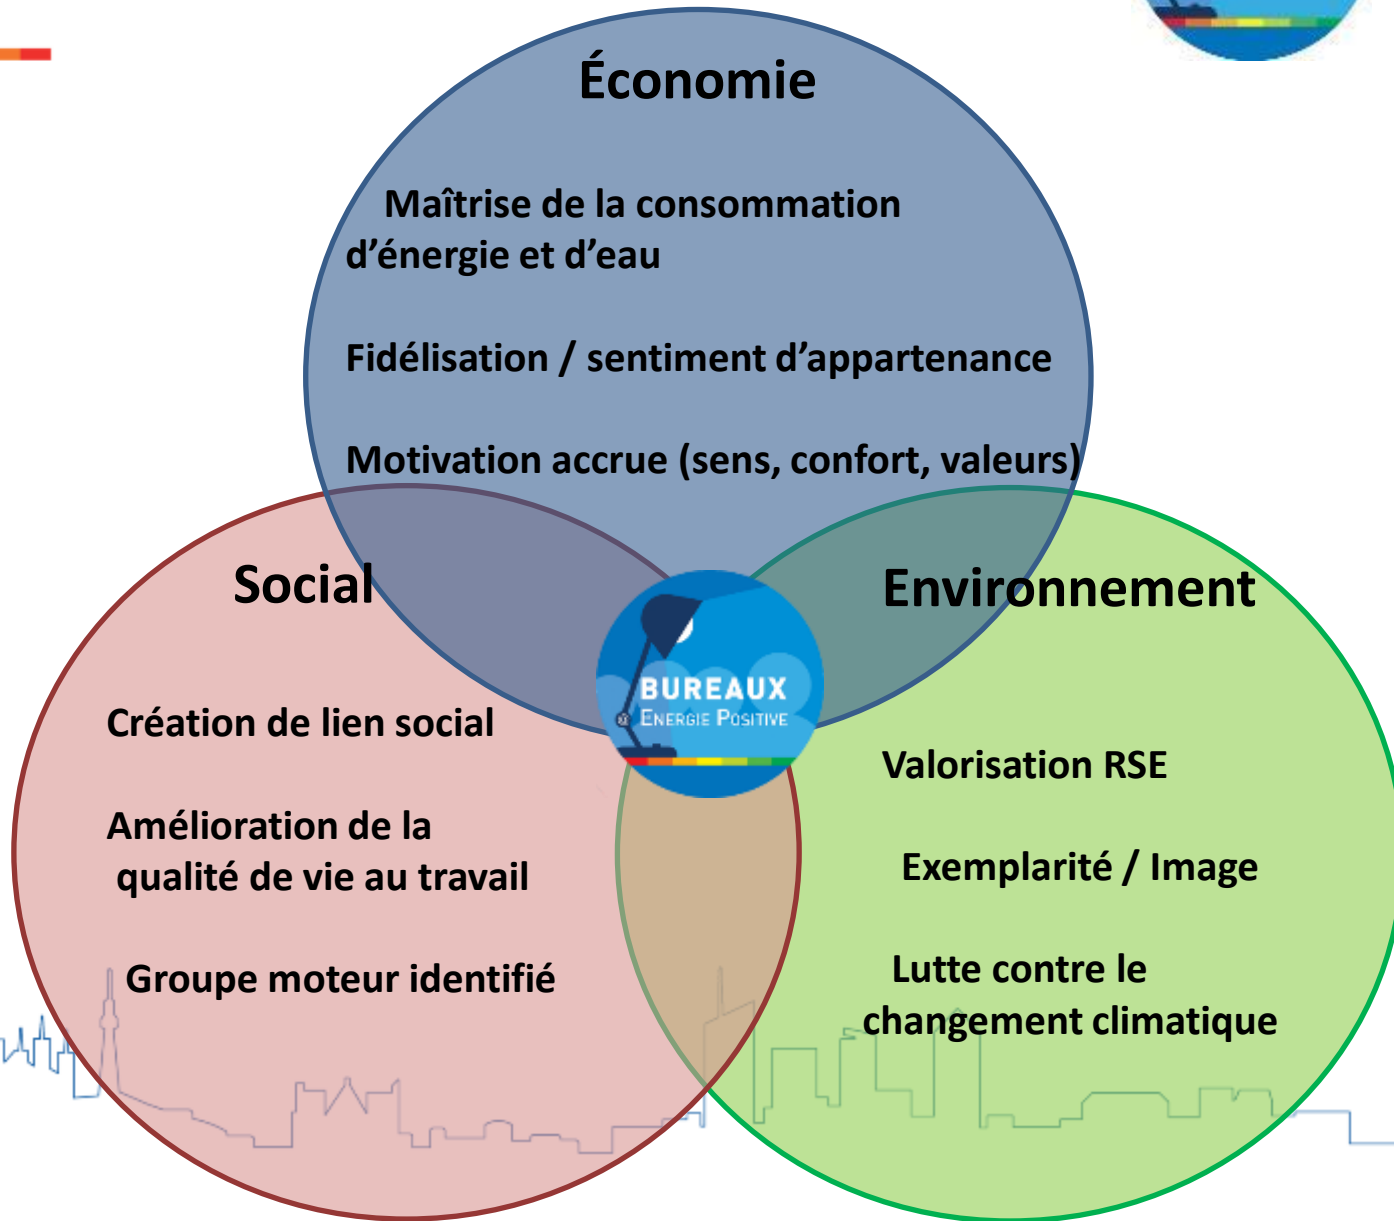 Économie
Maîtrise de la consommation
d’énergie et d’eau
Fidélisation / sentiment d’appartenance
Motivation accrue (sens, confort, valeurs)
Social
Création de lien social
Amélioration de la
qualité de vie au travail
Groupe moteur identifié
BUREAUX
ENERGIE POSITIVE
Environnement
Valorisation RSE
Exemplarité / Image
Lutte contre le
changement climatique